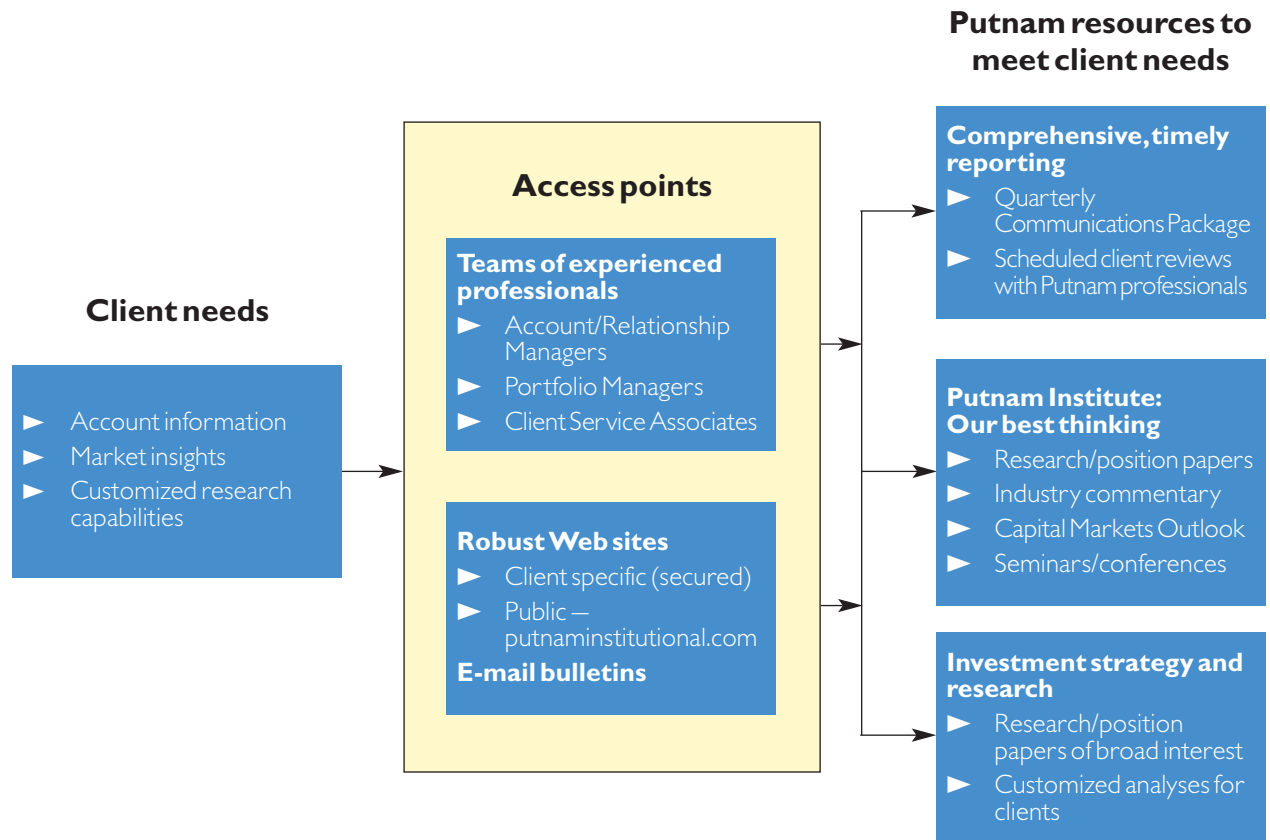 Client needs
Account information
Market insights
Customized research
capabilities
Access points
Teams of experienced
professionals
Account/Relationship
Managers
Portfolio Managers
Client Service Associates
Robust Web sites
Client specific (secured)
Public —
putnaminstitutional.com
E-mail bulletins
Putnam resources to
meet client needs
Comprehensive, timely
reporting
Quarterly
Communications Package
Scheduled client reviews
with Putnam professionals
Putnam Institute:
Our best thinking
Research/position papers
Industry commentary
Capital Markets Outlook
Seminars/conferences
Investment strategy and
research
Research/position
papers of broad interest
Customized analyses for
clients